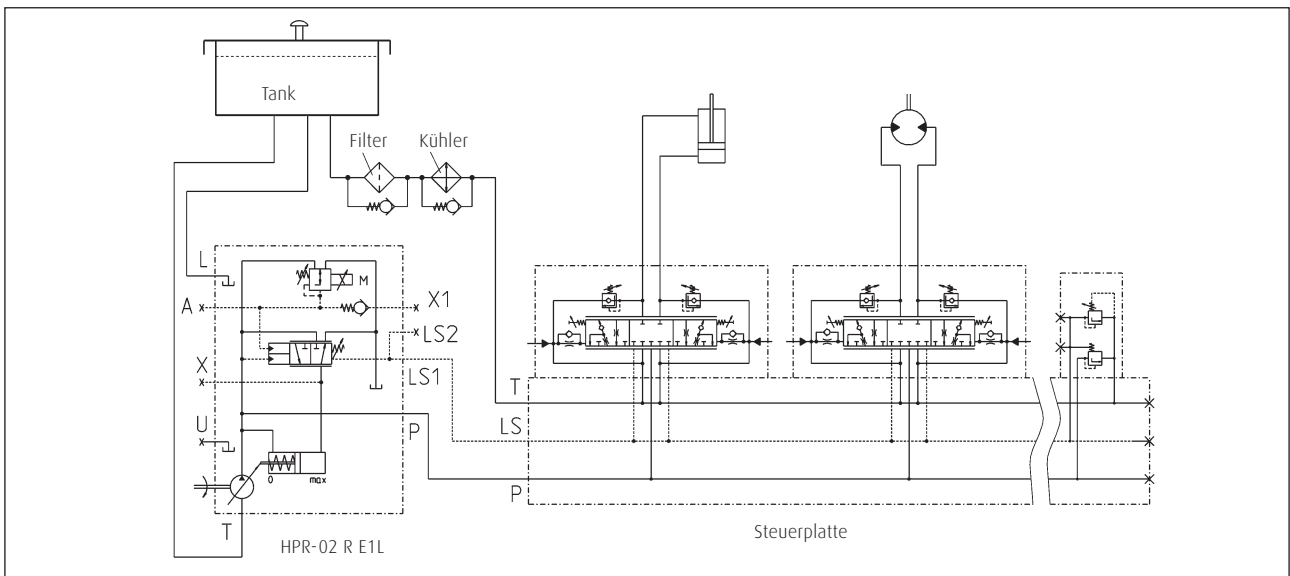 Tank
Filter
Kühler
L
M
A
X1
LS2
X
LS1
T
U
P
LS
0
max
P
T
Steuerplatte
HPR-02 R E1L